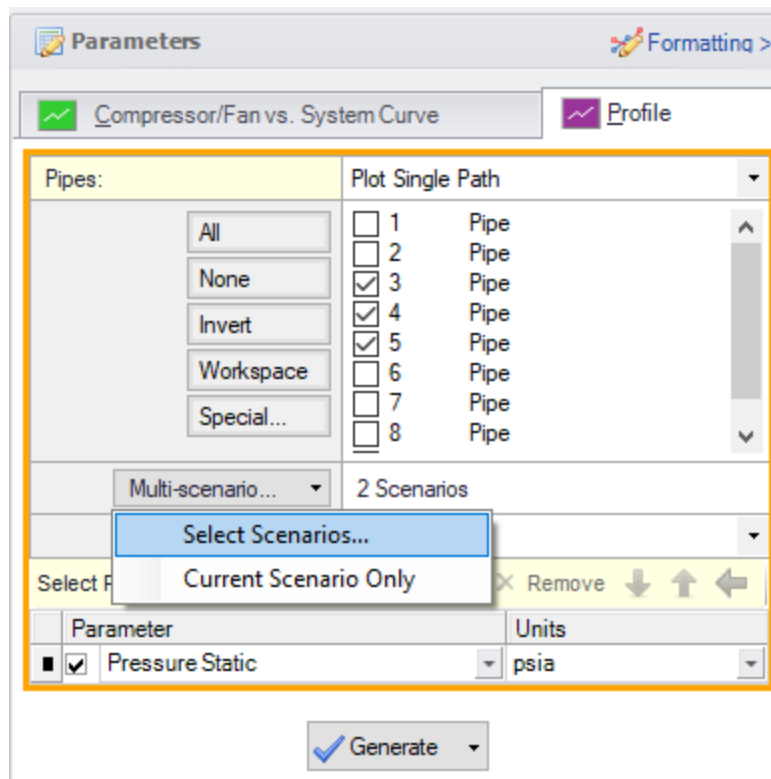 Parameters
Formatting >
Compressor/Fan vs. System Curve
Profile
Pipes:
Plot Single Path
All
None
Invert
Workspace
Special...
1 Pipe
2 Pipe
3 Pipe
4 Pipe
5 Pipe
6 Pipe
7 Pipe
8 Pipe
Multi-scenario...
2 Scenarios
Select Scenarios...
Current Scenario Only
Select
Remove
Parameter
Units
Pressure Static
psia
Generate